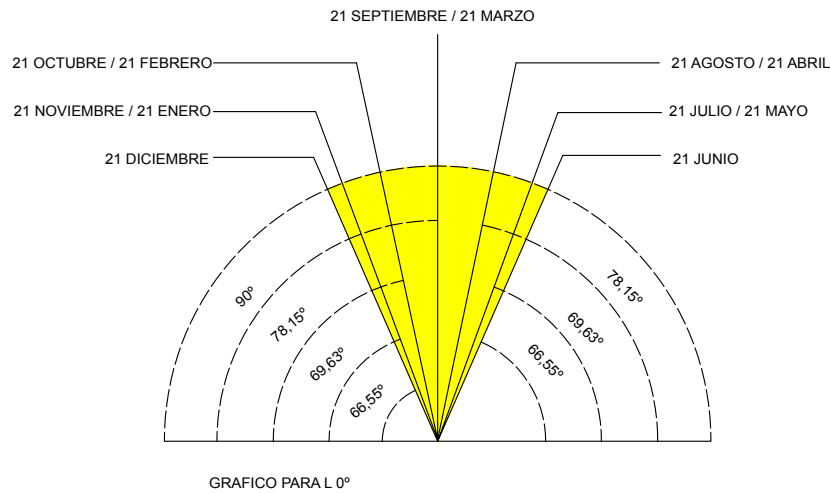 21 SEPTIEMBRE / 21 MARZO
21 OCTUBRE / 21 FEBRERO
21 AGOSTO / 21 ABRIL
21 NOVIEMBRE / 21 ENERO
21 JULIO / 21 MAYO
21 DICIEMBRE
21 JUNIO
90º
78,15º
69,63º
66,55º
78,15º
69,63º
66,55º
GRAFICO PARA L 0º